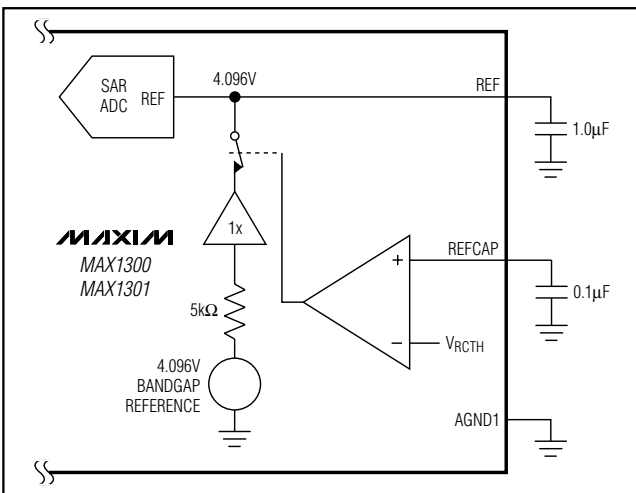 SAR
ADC
REF
4.096V
REF
1.0µF
1x
MAXIM
MAX1300
MAX1301
REFCAP
0.1µF
5kΩ
+
−
VRCTH
4.096V
BANDGAP
REFERENCE
AGND1